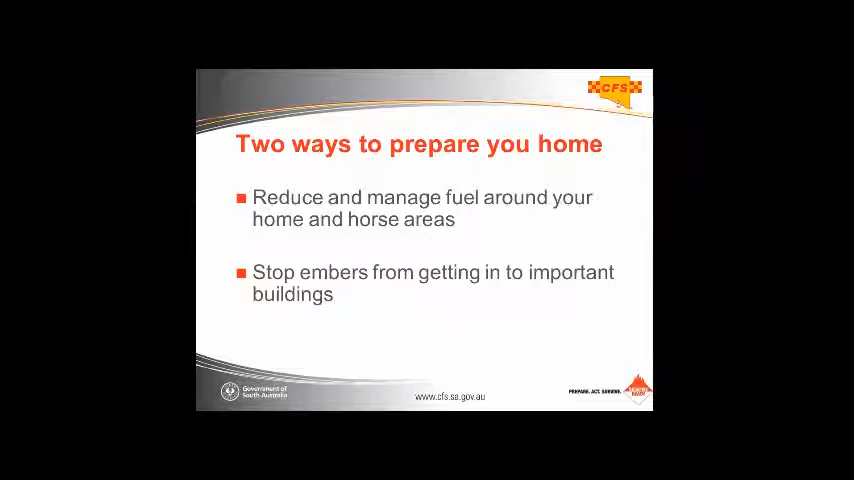 CFS
Two ways to prepare you home
Reduce and manage fuel around your
home and horse areas
Stop embers from getting in to important
buildings
Government of
South Australia
www.cfs.sa.gov.au
PREPARE. ACT. SURVIVE.
READY